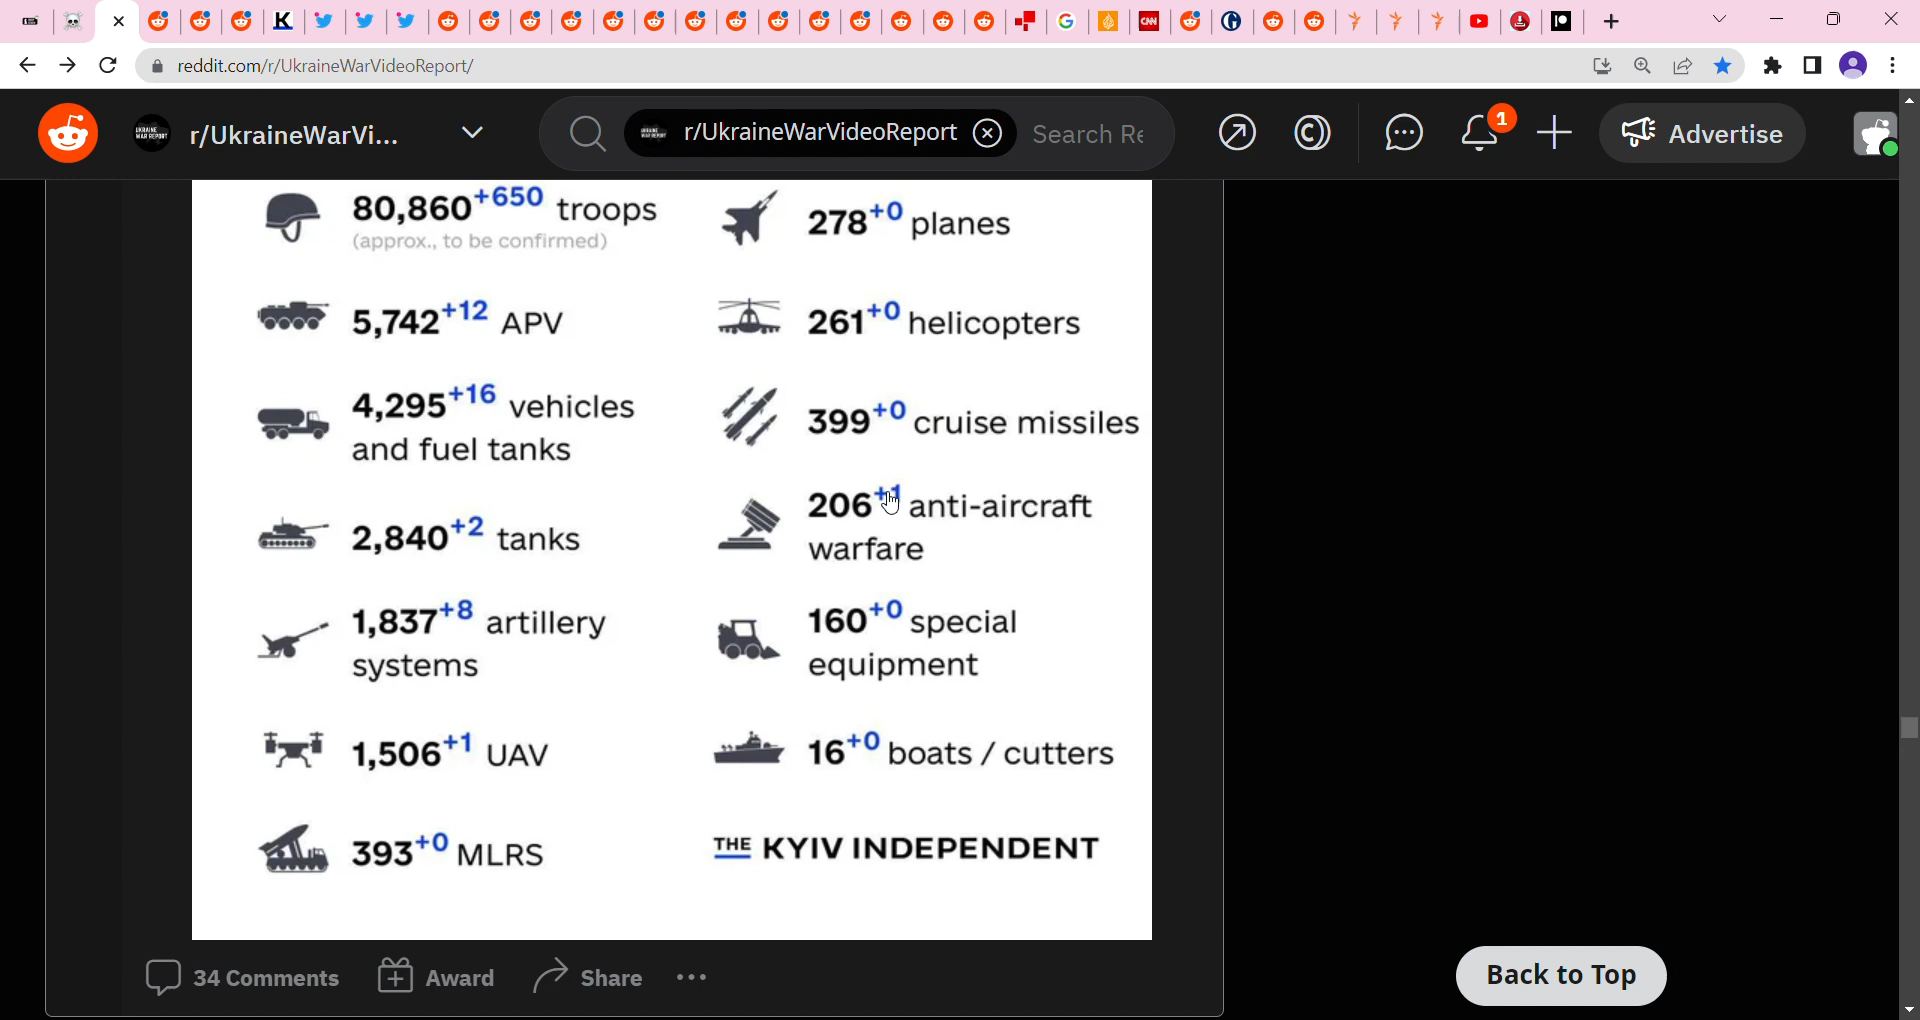 reddit.com/r/UkraineWarVideoReport/
r/UkraineWarVi...
r/UkraineWarVideoReport
Search Re
1
Advertise
80,860+650 troops
(approx., to be confirmed)
278+0 planes
5,742+12 APV
261+0 helicopters
4,295+16 vehicles
and fuel tanks
399+0 cruise missiles
2,840+2 tanks
206+1 anti-aircraft
warfare
1,837+8 artillery
systems
160+0 special
equipment
1,506+1 UAV
16+0 boats / cutters
393+0 MLRS
THE KYIV INDEPENDENT
34 Comments
Award
Share
Back to Top